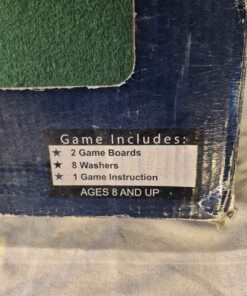 Game Includes:
★ 2 Game Boards
★ 8 Washers
★ 1 Game Instruction
AGES 8 AND UP